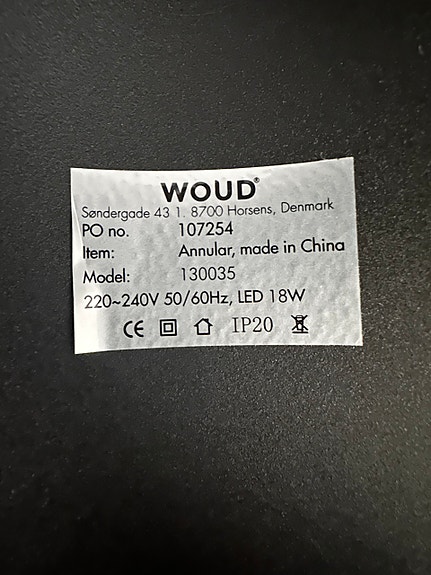 WOUD®
Søndergade 43 1. 8700 Horsens, Denmark
PO no. 107254
Item: Annular, made in China
Model: 130035
220~240V 50/60Hz, LED 18W
CE IP20